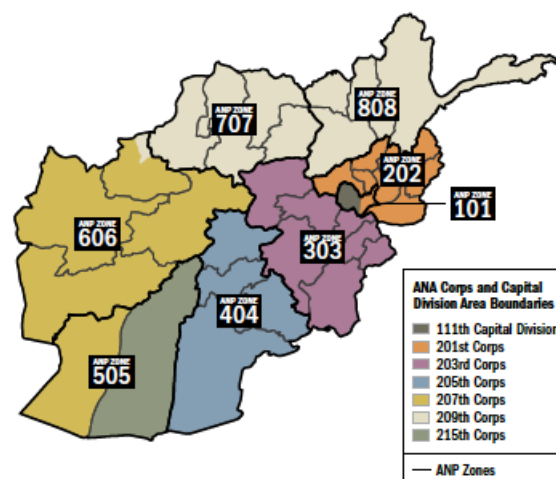 ANP ZONE
808
ANP ZONE
707
ANP ZONE
202
ANP ZONE
101
ANP ZONE
606
ANP ZONE
303
ANP ZONE
404
ANP ZONE
505
ANA Corps and Capital
Division Area Boundaries
111th Capital Division
201st Corps
203rd Corps
205th Corps
207th Corps
209th Corps
215th Corps
ANP Zones